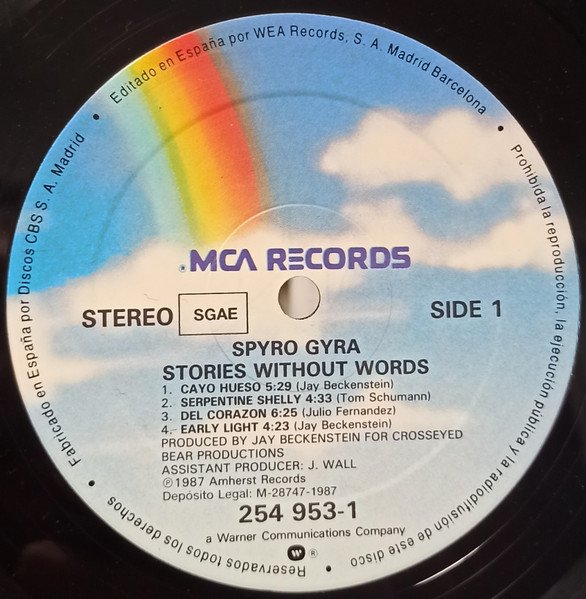 Editado en España por WEA Records, S. A. Madrid Barcelona
• Prohibida la reproducción, la ejecución pública y la radiodifusión de este disco
• Reservados todos los derechos
• Fabricado en España por Discos CBS S. A. Madrid •
MCA RECORDS
STEREO SGAE SIDE 1
SPYRO GYRA
STORIES WITHOUT WORDS
1. CAYO HUESO 5:29 (Jay Beckenstein)
2. SERPENTINE SHELLY 4:33 (Tom Schumann)
3. DEL CORAZON 6:25 (Julio Fernandez)
4. EARLY LIGHT 4:23 (Jay Beckenstein)
PRODUCED BY JAY BECKENSTEIN FOR CROSSEYED
BEAR PRODUCTIONS
ASSISTANT PRODUCER: J. WALL
℗1987 Amherst Records
Depósito Legal: M-28747-1987
254 953-1
a Warner Communications Company
W ®